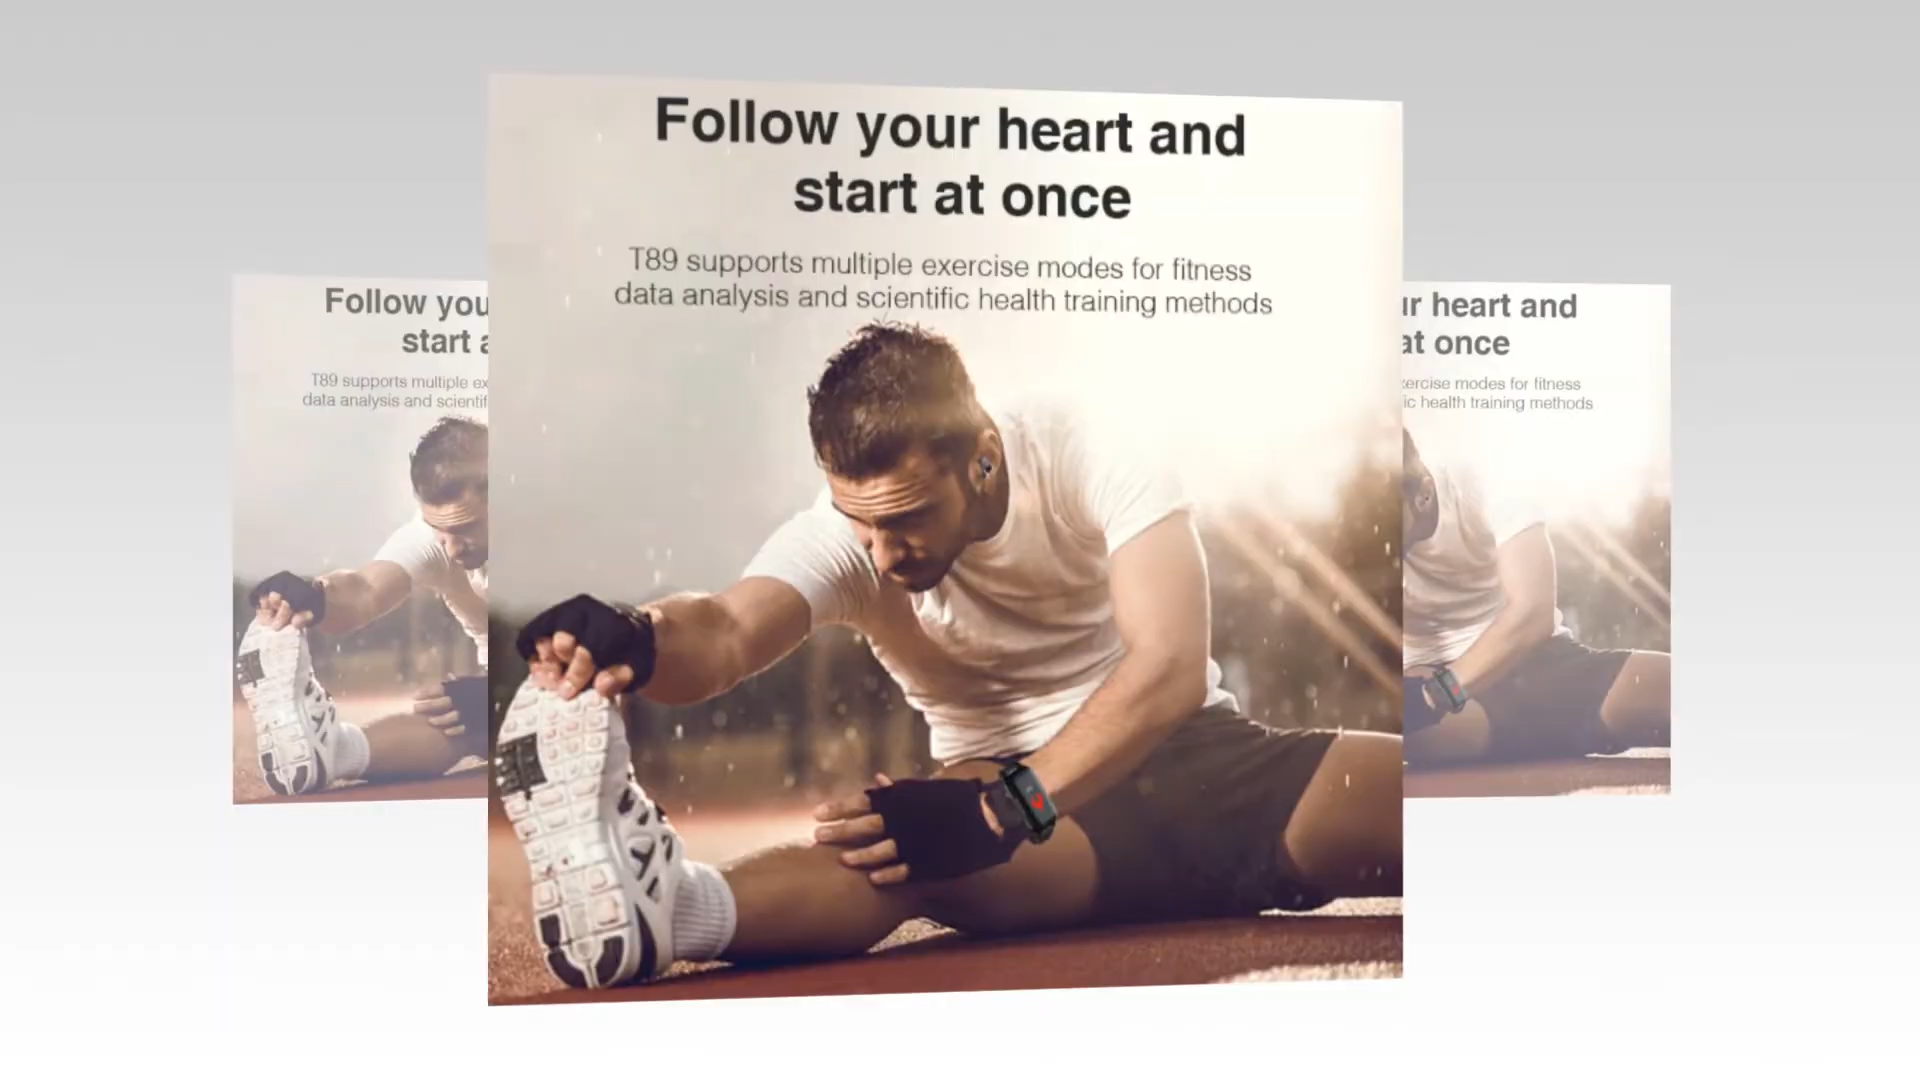 Follow your heart and
start at once
T89 supports multiple exercise modes for fitness
data analysis and scientific health training methods
Follow you
start a
T89 supports multiple ex
data analysis and scientif
ur heart and
at once
xercise modes for fitness
ic health training methods